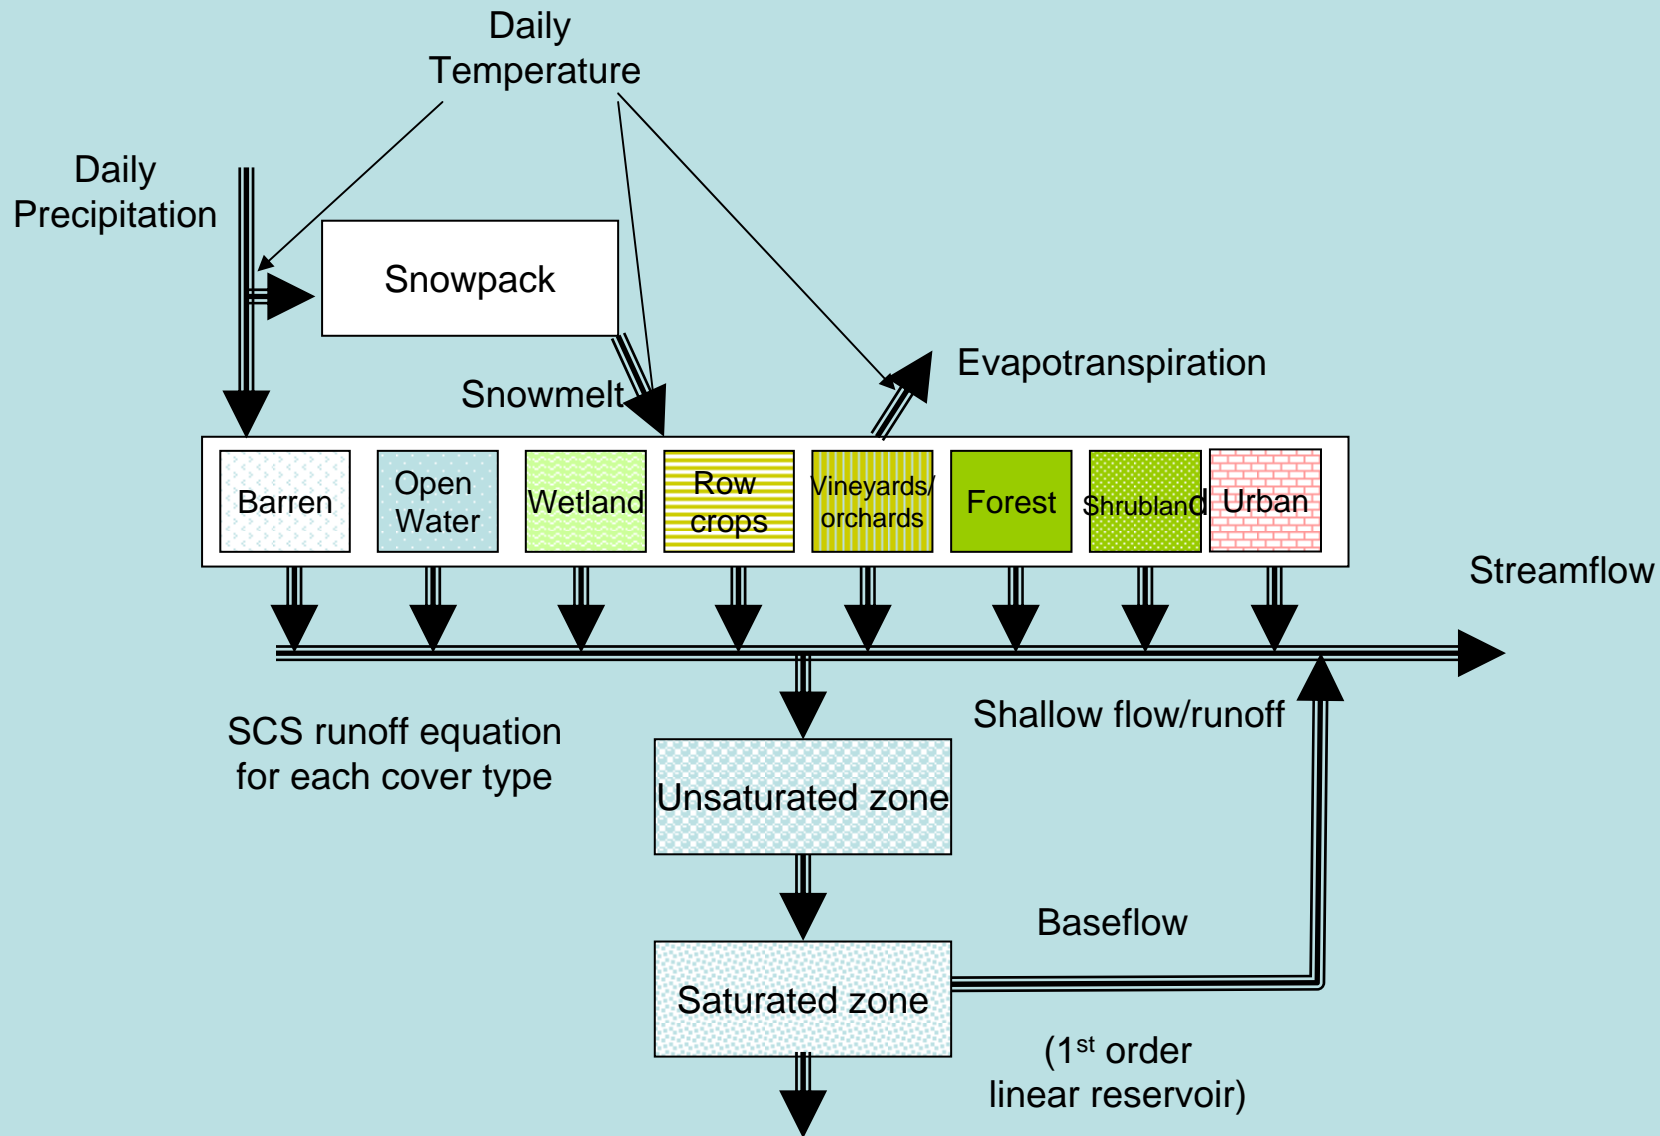 Daily
Temperature
Daily
Precipitation
Snowpack
Evapotranspiration
Snowmelt
Barren
Open
Water
Wetland
Row
crops
Vineyards/
orchards
Forest
Shrubland
Urban
Streamflow
SCS runoff equation
for each cover type
Shallow flow/runoff
Unsaturated zone
Baseflow
Saturated zone
(1st order
linear reservoir)